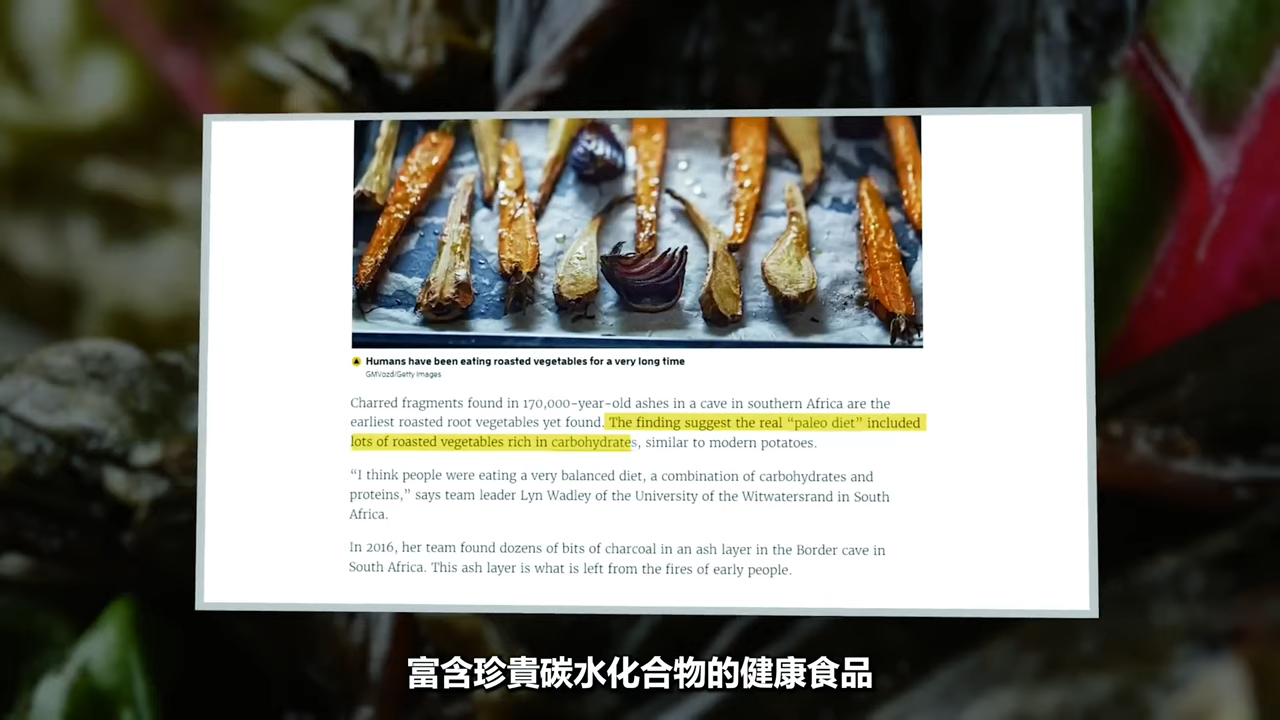 Humans have been eating roasted vegetables for a very long time
GMVozd/Getty Images
Charred fragments found in 170,000-year-old ashes in a cave in southern Africa are the
earliest roasted root vegetables yet found. The finding suggest the real “paleo diet” included
lots of roasted vegetables rich in carbohydrates, similar to modern potatoes.
“I think people were eating a very balanced diet, a combination of carbohydrates and
proteins,” says team leader Lyn Wadley of the University of the Witwatersrand in South
Africa.
In 2016, her team found dozens of bits of charcoal in an ash layer in the Border cave in
South Africa. This ash layer is what is left from the fires of early people.
富含珍貴碳水化合物的健康食品